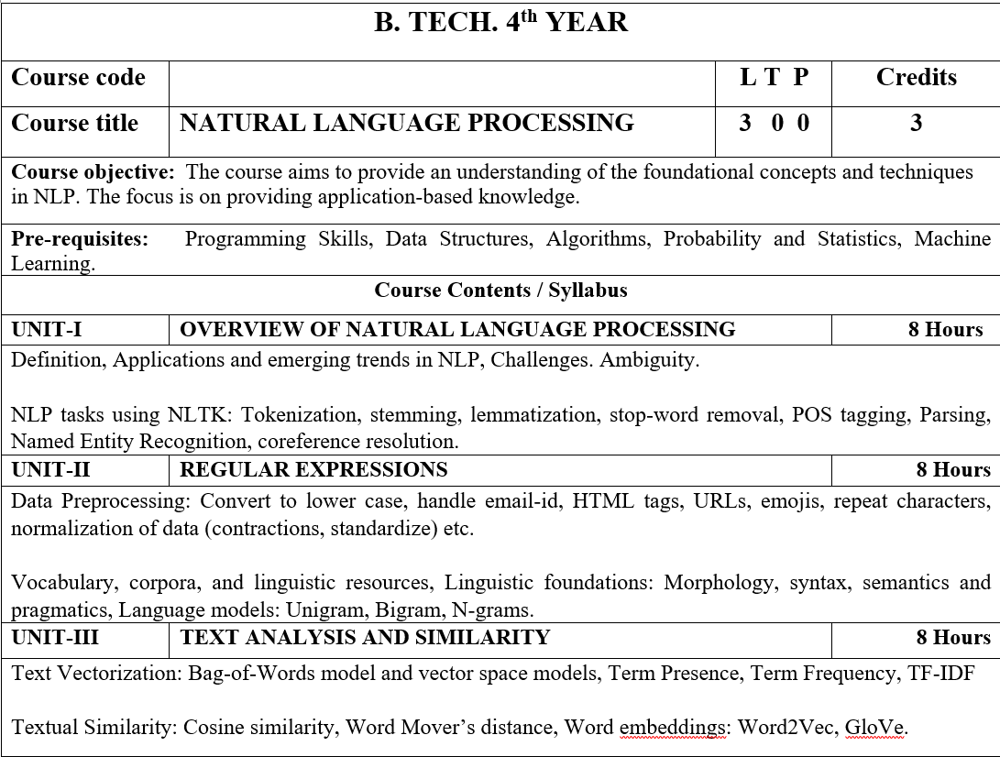 B. TECH. 4th YEAR
Course code L T P Credits
Course title NATURAL LANGUAGE PROCESSING 3 0 0 3
Course objective: The course aims to provide an understanding of the foundational concepts and techniques
in NLP. The focus is on providing application-based knowledge.
Pre-requisites: Programming Skills, Data Structures, Algorithms, Probability and Statistics, Machine
Learning.
Course Contents / Syllabus
UNIT-I OVERVIEW OF NATURAL LANGUAGE PROCESSING 8 Hours
Definition, Applications and emerging trends in NLP, Challenges. Ambiguity.
NLP tasks using NLTK: Tokenization, stemming, lemmatization, stop-word removal, POS tagging, Parsing,
Named Entity Recognition, coreference resolution.
UNIT-II REGULAR EXPRESSIONS 8 Hours
Data Preprocessing: Convert to lower case, handle email-id, HTML tags, URLs, emojis, repeat characters,
normalization of data (contractions, standardize) etc.
Vocabulary, corpora, and linguistic resources, Linguistic foundations: Morphology, syntax, semantics and
pragmatics, Language models: Unigram, Bigram, N-grams.
UNIT-III TEXT ANALYSIS AND SIMILARITY 8 Hours
Text Vectorization: Bag-of-Words model and vector space models, Term Presence, Term Frequency, TF-IDF
Textual Similarity: Cosine similarity, Word Mover’s distance, Word embeddings: Word2Vec, GloVe.